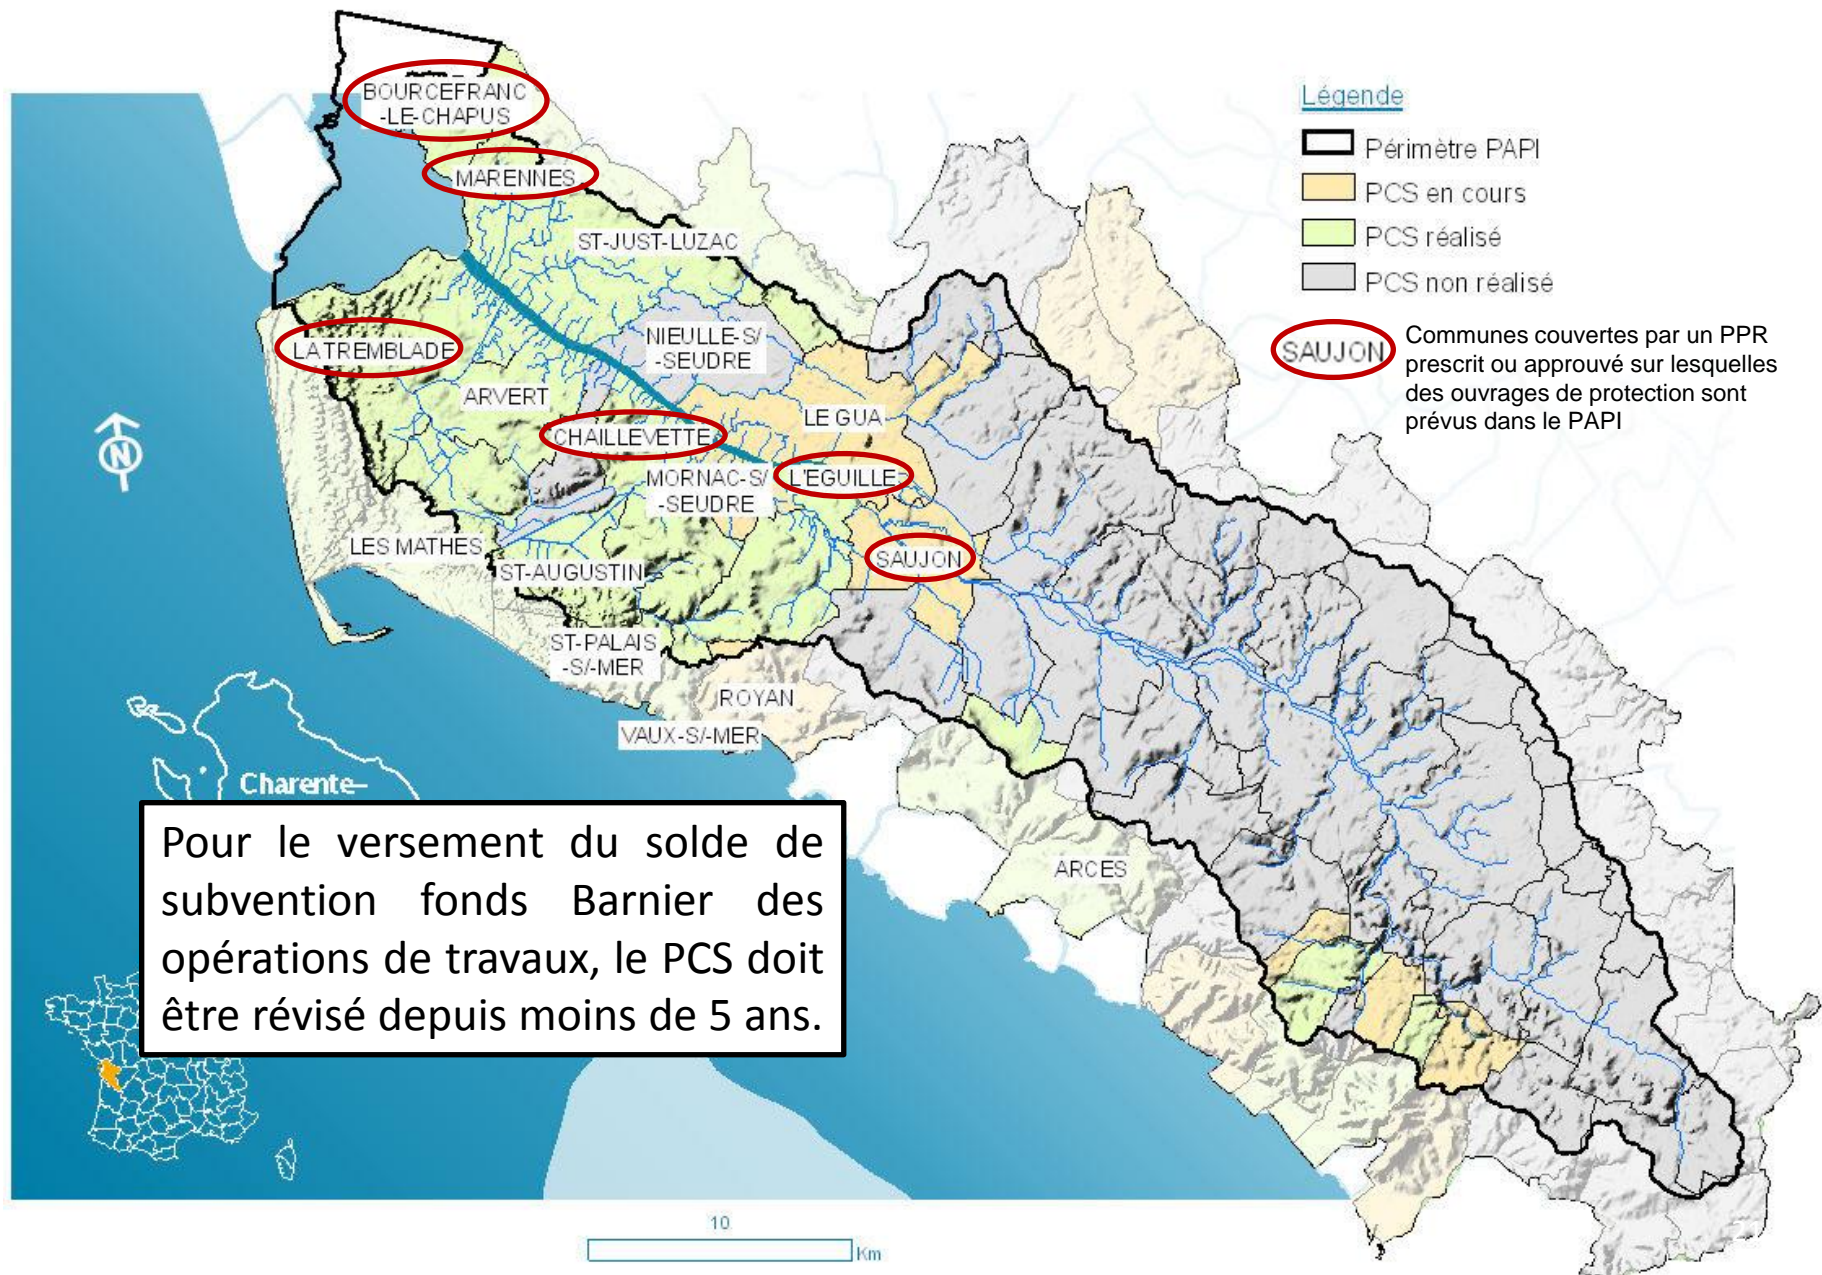 BOURCEFRANC
-LE-CHAPUS
MARENNES
ST-JUST-LUZAC
NIEULLE-S/
-SEUDRE
LA TREMBLADE
ARVERT
LE GUA
CHAILLEVETTE
MORNAC-S/
-SEUDRE
L'EGUILLE
LES MATHES
SAUJON
ST-AUGUSTIN
ST-PALAIS
-S/-MER
ROYAN
VAUX-S/-MER
ARCES
Légende
Périmètre PAPI
PCS en cours
PCS réalisé
PCS non réalisé
SAUJON
Communes couvertes par un PPR
prescrit ou approuvé sur lesquelles
des ouvrages de protection sont
prévus dans le PAPI
N
Charente-
Pour le versement du solde de
subvention fonds Barnier des
opérations de travaux, le PCS doit
être révisé depuis moins de 5 ans.
10
Km